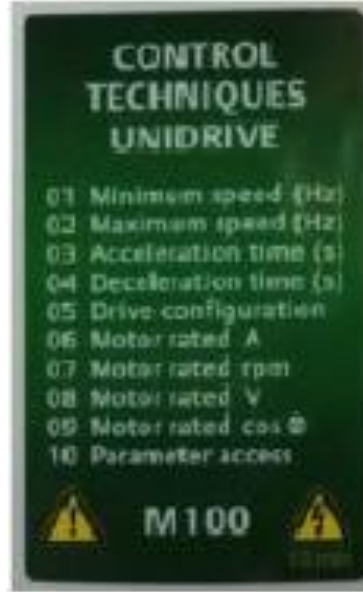 CONTROL
TECHNIQUES
UNIDRIVE
01 Minimum speed (Hz)
02 Maximum speed (Hz)
03 Acceleration time (s)
04 Deceleration time (s)
05 Drive configuration
06 Motor rated A
07 Motor rated rpm
08 Motor rated V
09 Motor rated cos Φ
10 Parameter access
M100